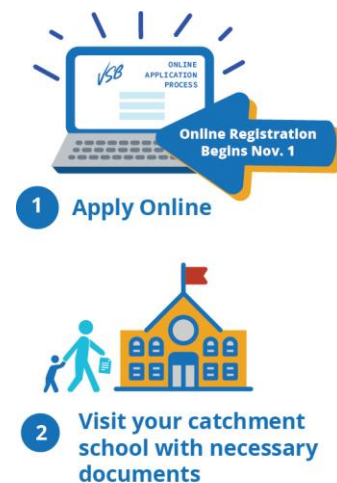 VSB
ONLINE
APPLICATION
PROCESS
Online Registration
Begins Nov. 1
1 Apply Online
2 Visit your catchment
school with necessary
documents